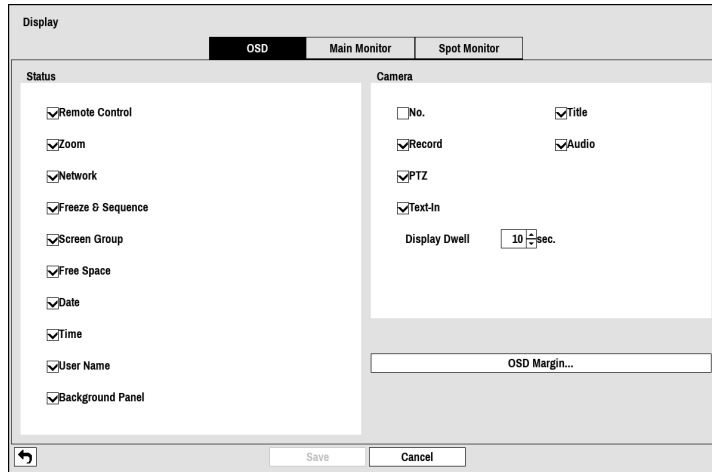 Display
OSD Main Monitor Spot Monitor
Status
Remote Control
Zoom
Network
Freeze & Sequence
Screen Group
Free Space
Date
Time
User Name
Background Panel
Camera
No. Title
Record Audio
PTZ
Text-In
Display Dwell 10 sec.
OSD Margin...
Save Cancel